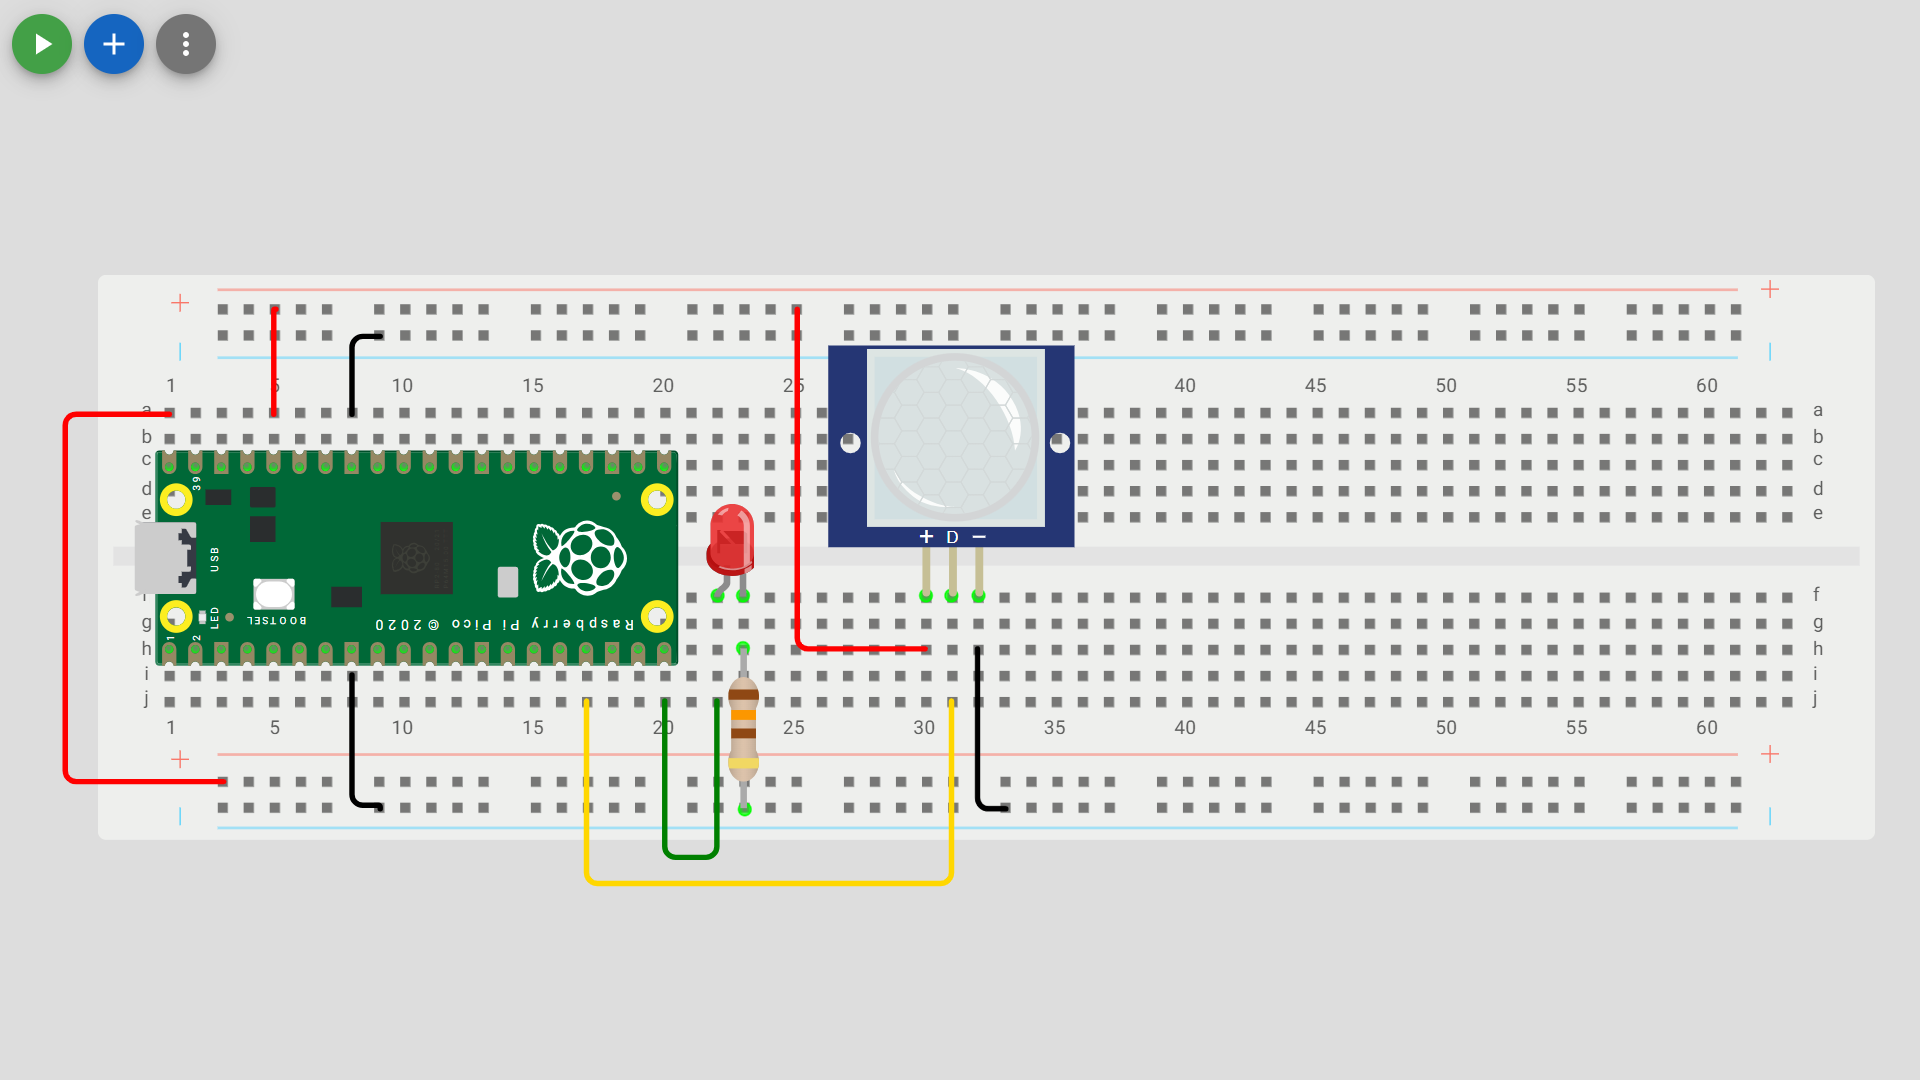 + +
1 5 10 15 20 25 40 45 50 55 60
a a
b b
c c
d d
e e
39
USB
+ D −
LED
BOOTSEL
Raspberry Pi Pico © 2020
1 2
f
g g
h h
i i
j j
1 5 10 15 20 25 30 35 40 45 50 55 60
+ +